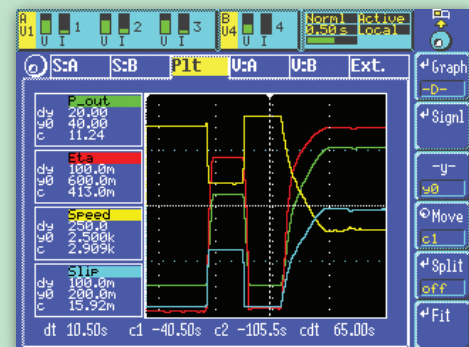 A U1 1 2 3 B U4 4 Norml Active
U I U I U I U I 0.50s Local
S:A S:B Plt V:A V:B Ext.
P_out
dy 20.00
y0 40.00
c 11.24
Eta
dy 100.0m
y0 600.0m
c 413.0m
Speed
dy 250.0
y0 2.500k
c 2.909k
Slip
dy 100.0m
y0 200.0m
c 15.92m
dt 10.50s c1 -40.50s c2 -105.5s cdt 65.00s
Graph
-D-
Signl
-y-
y0
Move
c1
Split
off
Fit